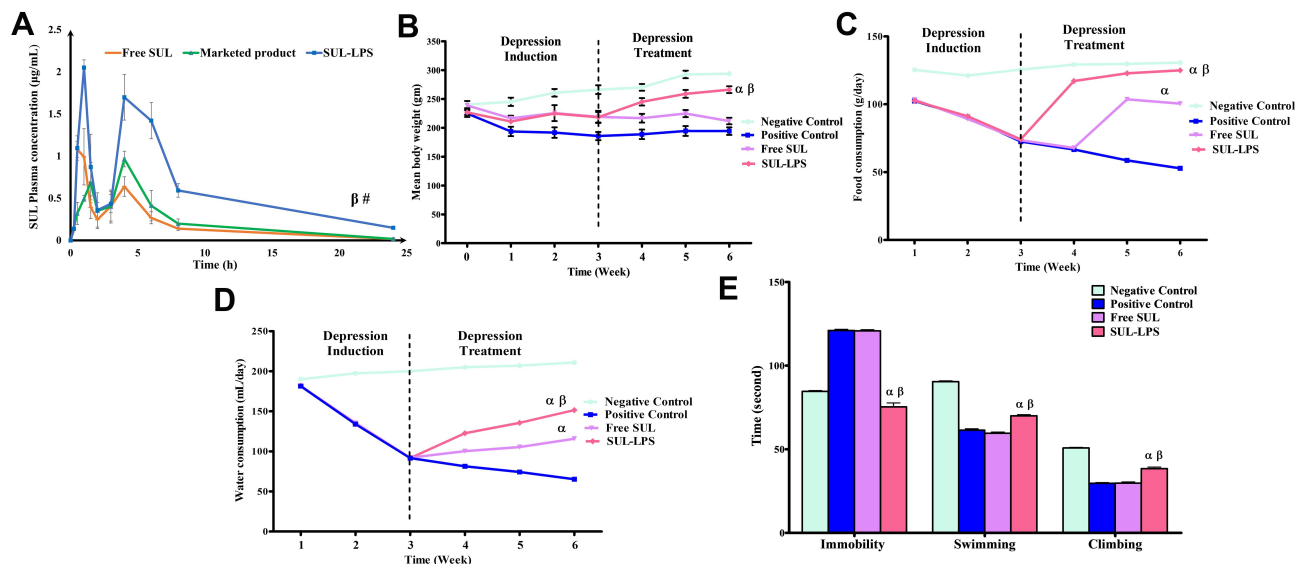 A
SUL Plasma concentration (µg/mL)
2.5
2
1.5
1
0.5
0
Free SUL
Marketed product
SUL-LPS
β #
0
5
10
15
20
25
Time (h)
B
Mean body weight (gm)
350
300
250
200
150
100
50
0
Depression
Induction
Depression
Treatment
α β
Negative Control
Positive Control
Free SUL
SUL-LPS
0
1
2
3
4
5
6
Time (Week)
C
Food consumption (g/day)
150
100
50
0
Depression
Induction
Depression
Treatment
α β
α
Negative Control
Positive Control
Free SUL
SUL-LPS
1
2
3
4
5
6
Time (Week)
D
Water consumption (mL/day)
250
200
150
100
50
0
Depression
Induction
Depression
Treatment
α β
α
Negative Control
Positive Control
Free SUL
SUL-LPS
1
2
3
4
5
6
Time (Week)
E
Time (second)
150
100
50
0
Negative Control
Positive Control
Free SUL
SUL-LPS
α β
α β
α β
Immobility
Swimming
Climbing